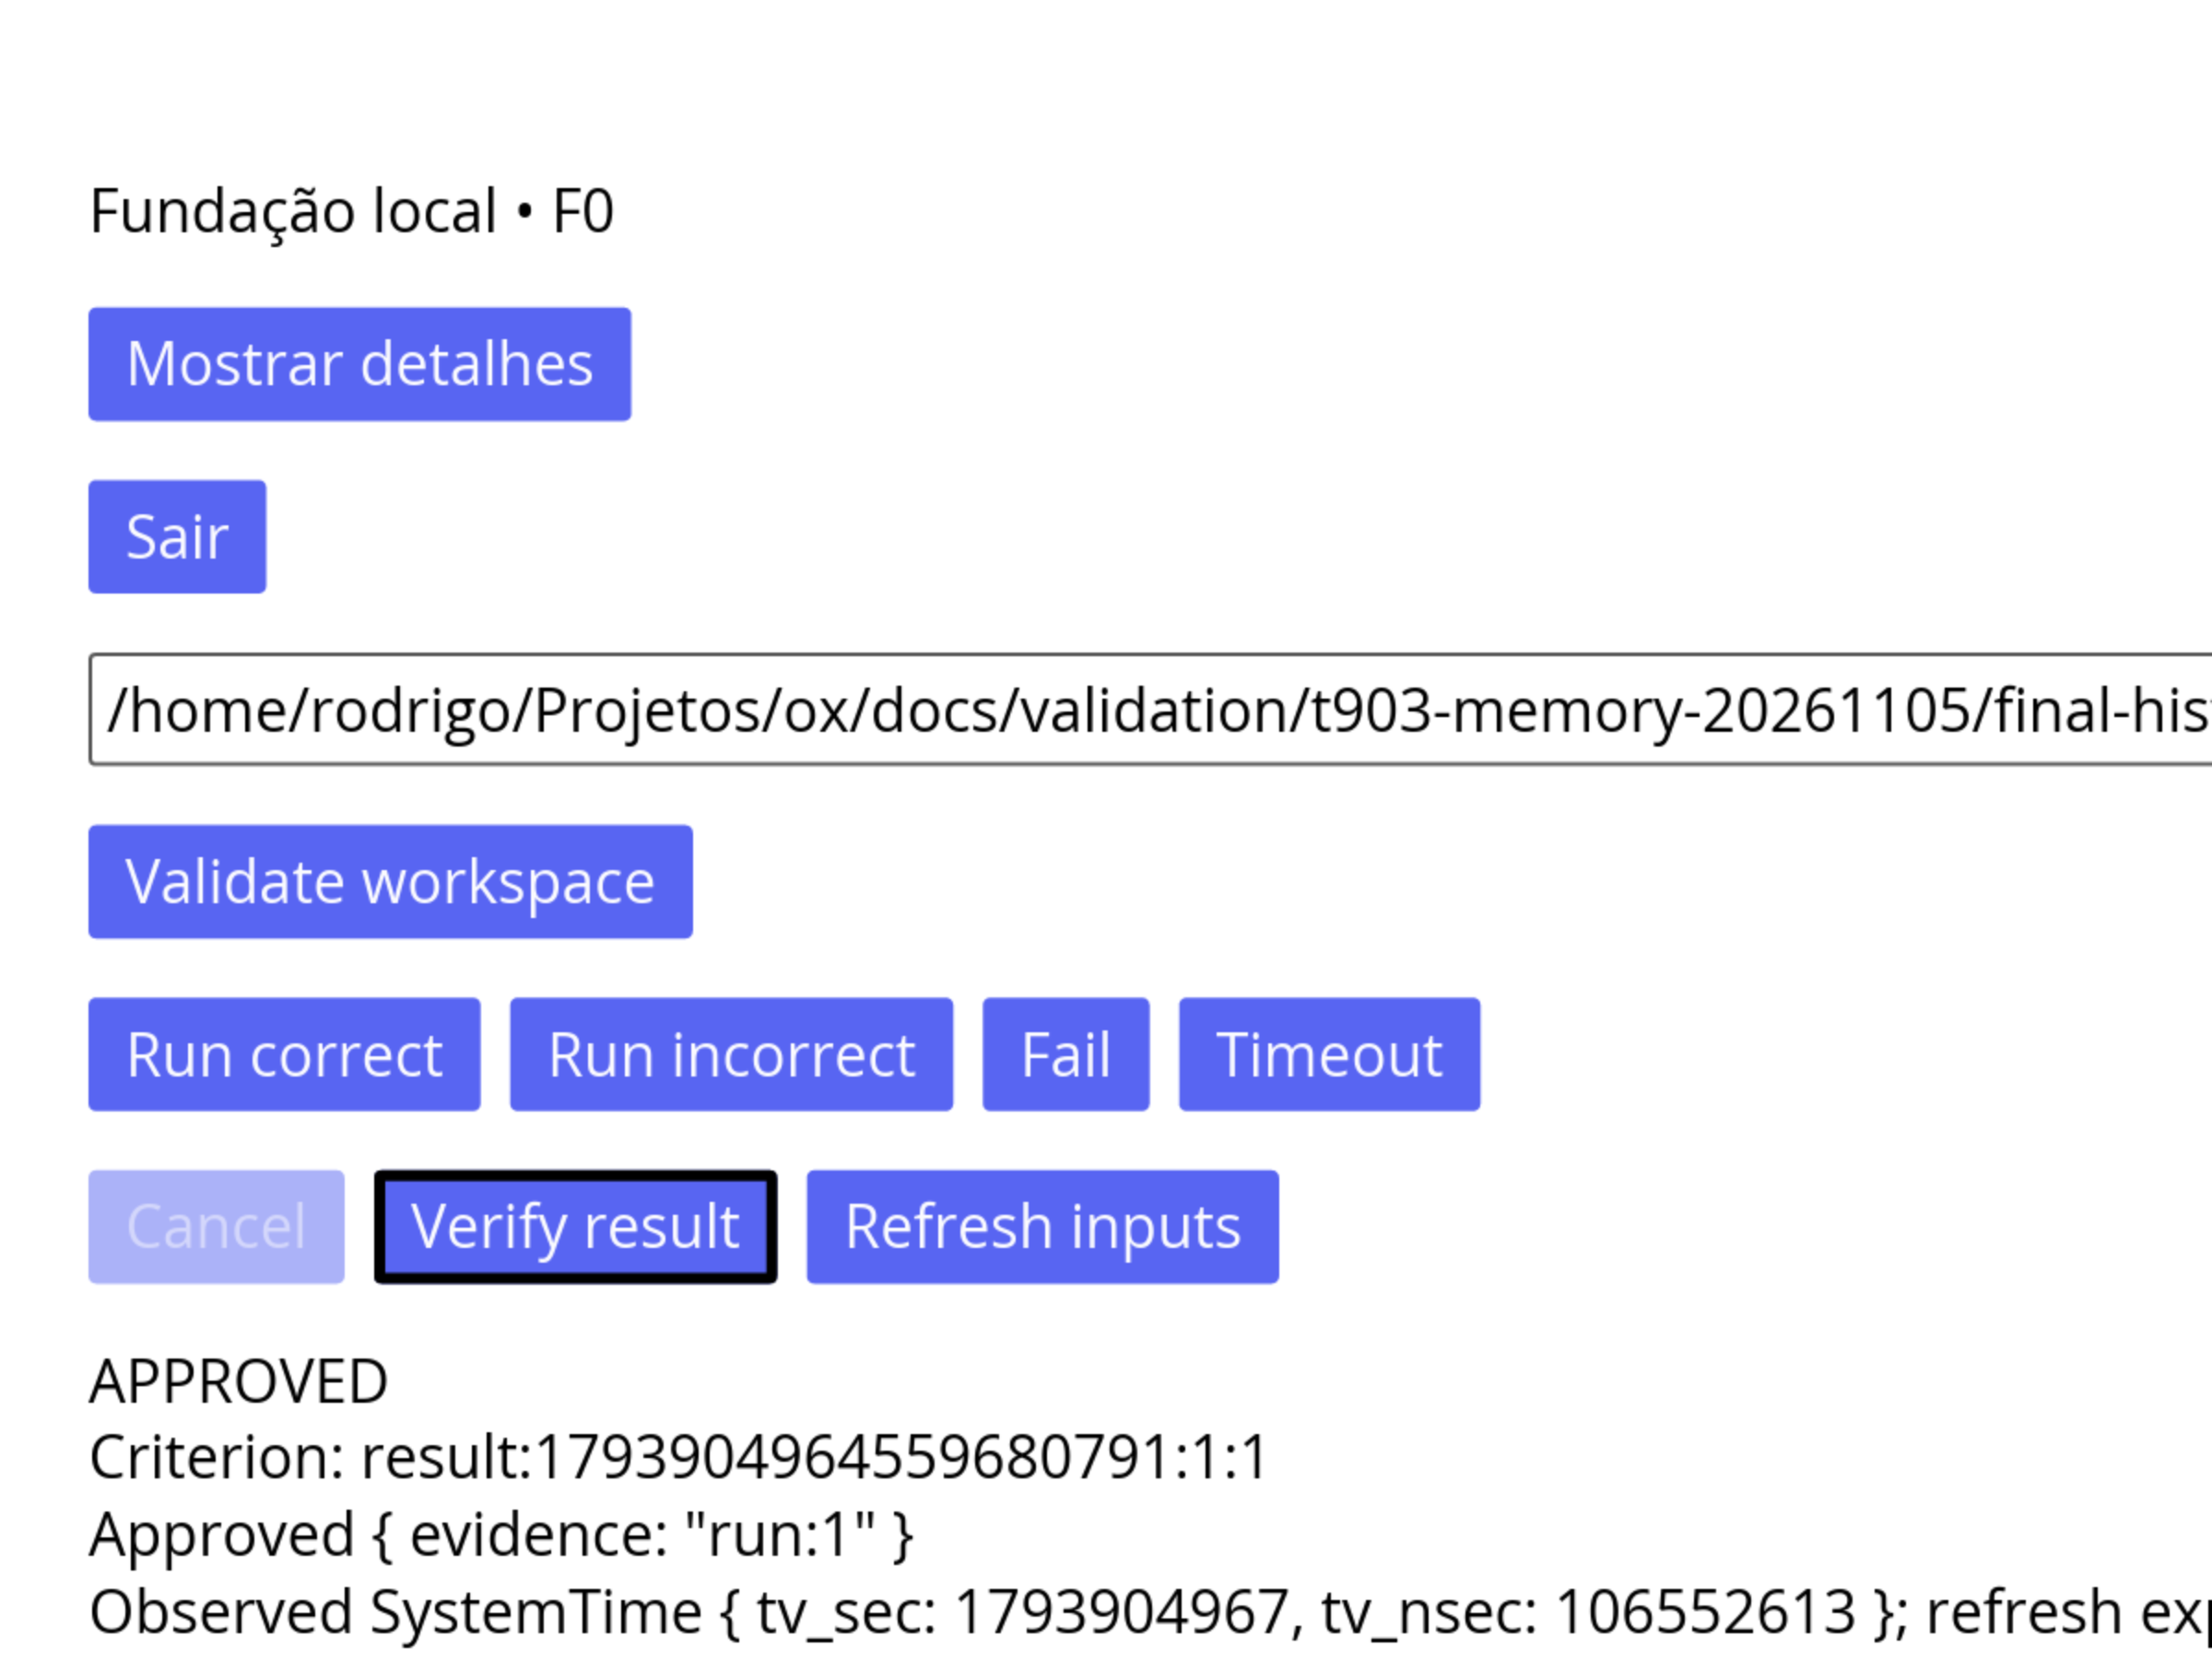 Fundação local • F0
Mostrar detalhes
Sair
/home/rodrigo/Projetos/ox/docs/validation/t903-memory-20261105/final-his
Validate workspace
Run correct Run incorrect Fail Timeout
Cancel Verify result Refresh inputs
APPROVED
Criterion: result:1793904964559680791:1:1
Approved { evidence: "run:1" }
Observed SystemTime { tv_sec: 1793904967, tv_nsec: 106552613 }; refresh